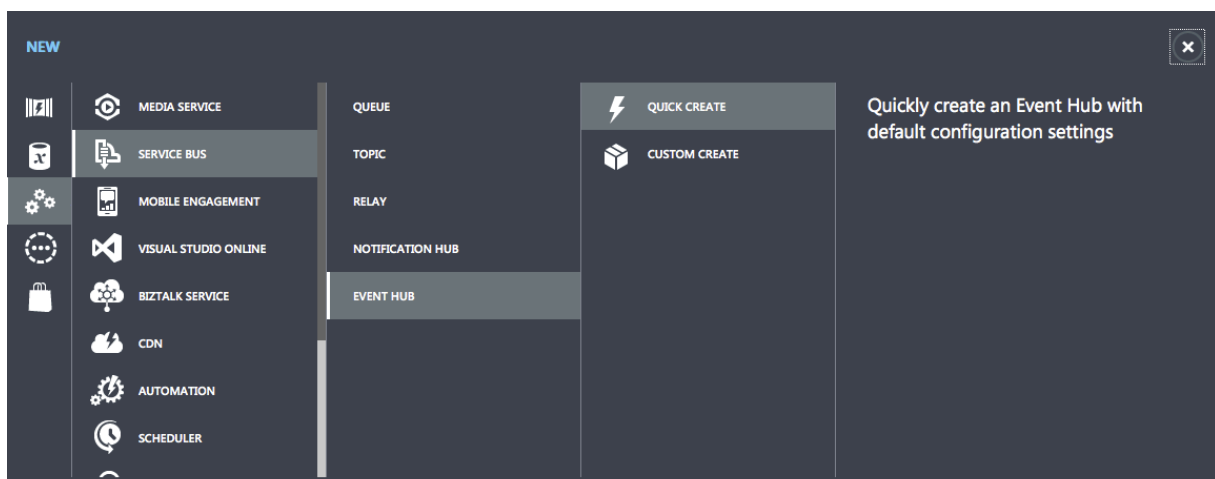 NEW
MEDIA SERVICE
SERVICE BUS
MOBILE ENGAGEMENT
VISUAL STUDIO ONLINE
BIZTALK SERVICE
CDN
AUTOMATION
SCHEDULER
QUEUE
TOPIC
RELAY
NOTIFICATION HUB
EVENT HUB
QUICK CREATE
CUSTOM CREATE
Quickly create an Event Hub with
default configuration settings